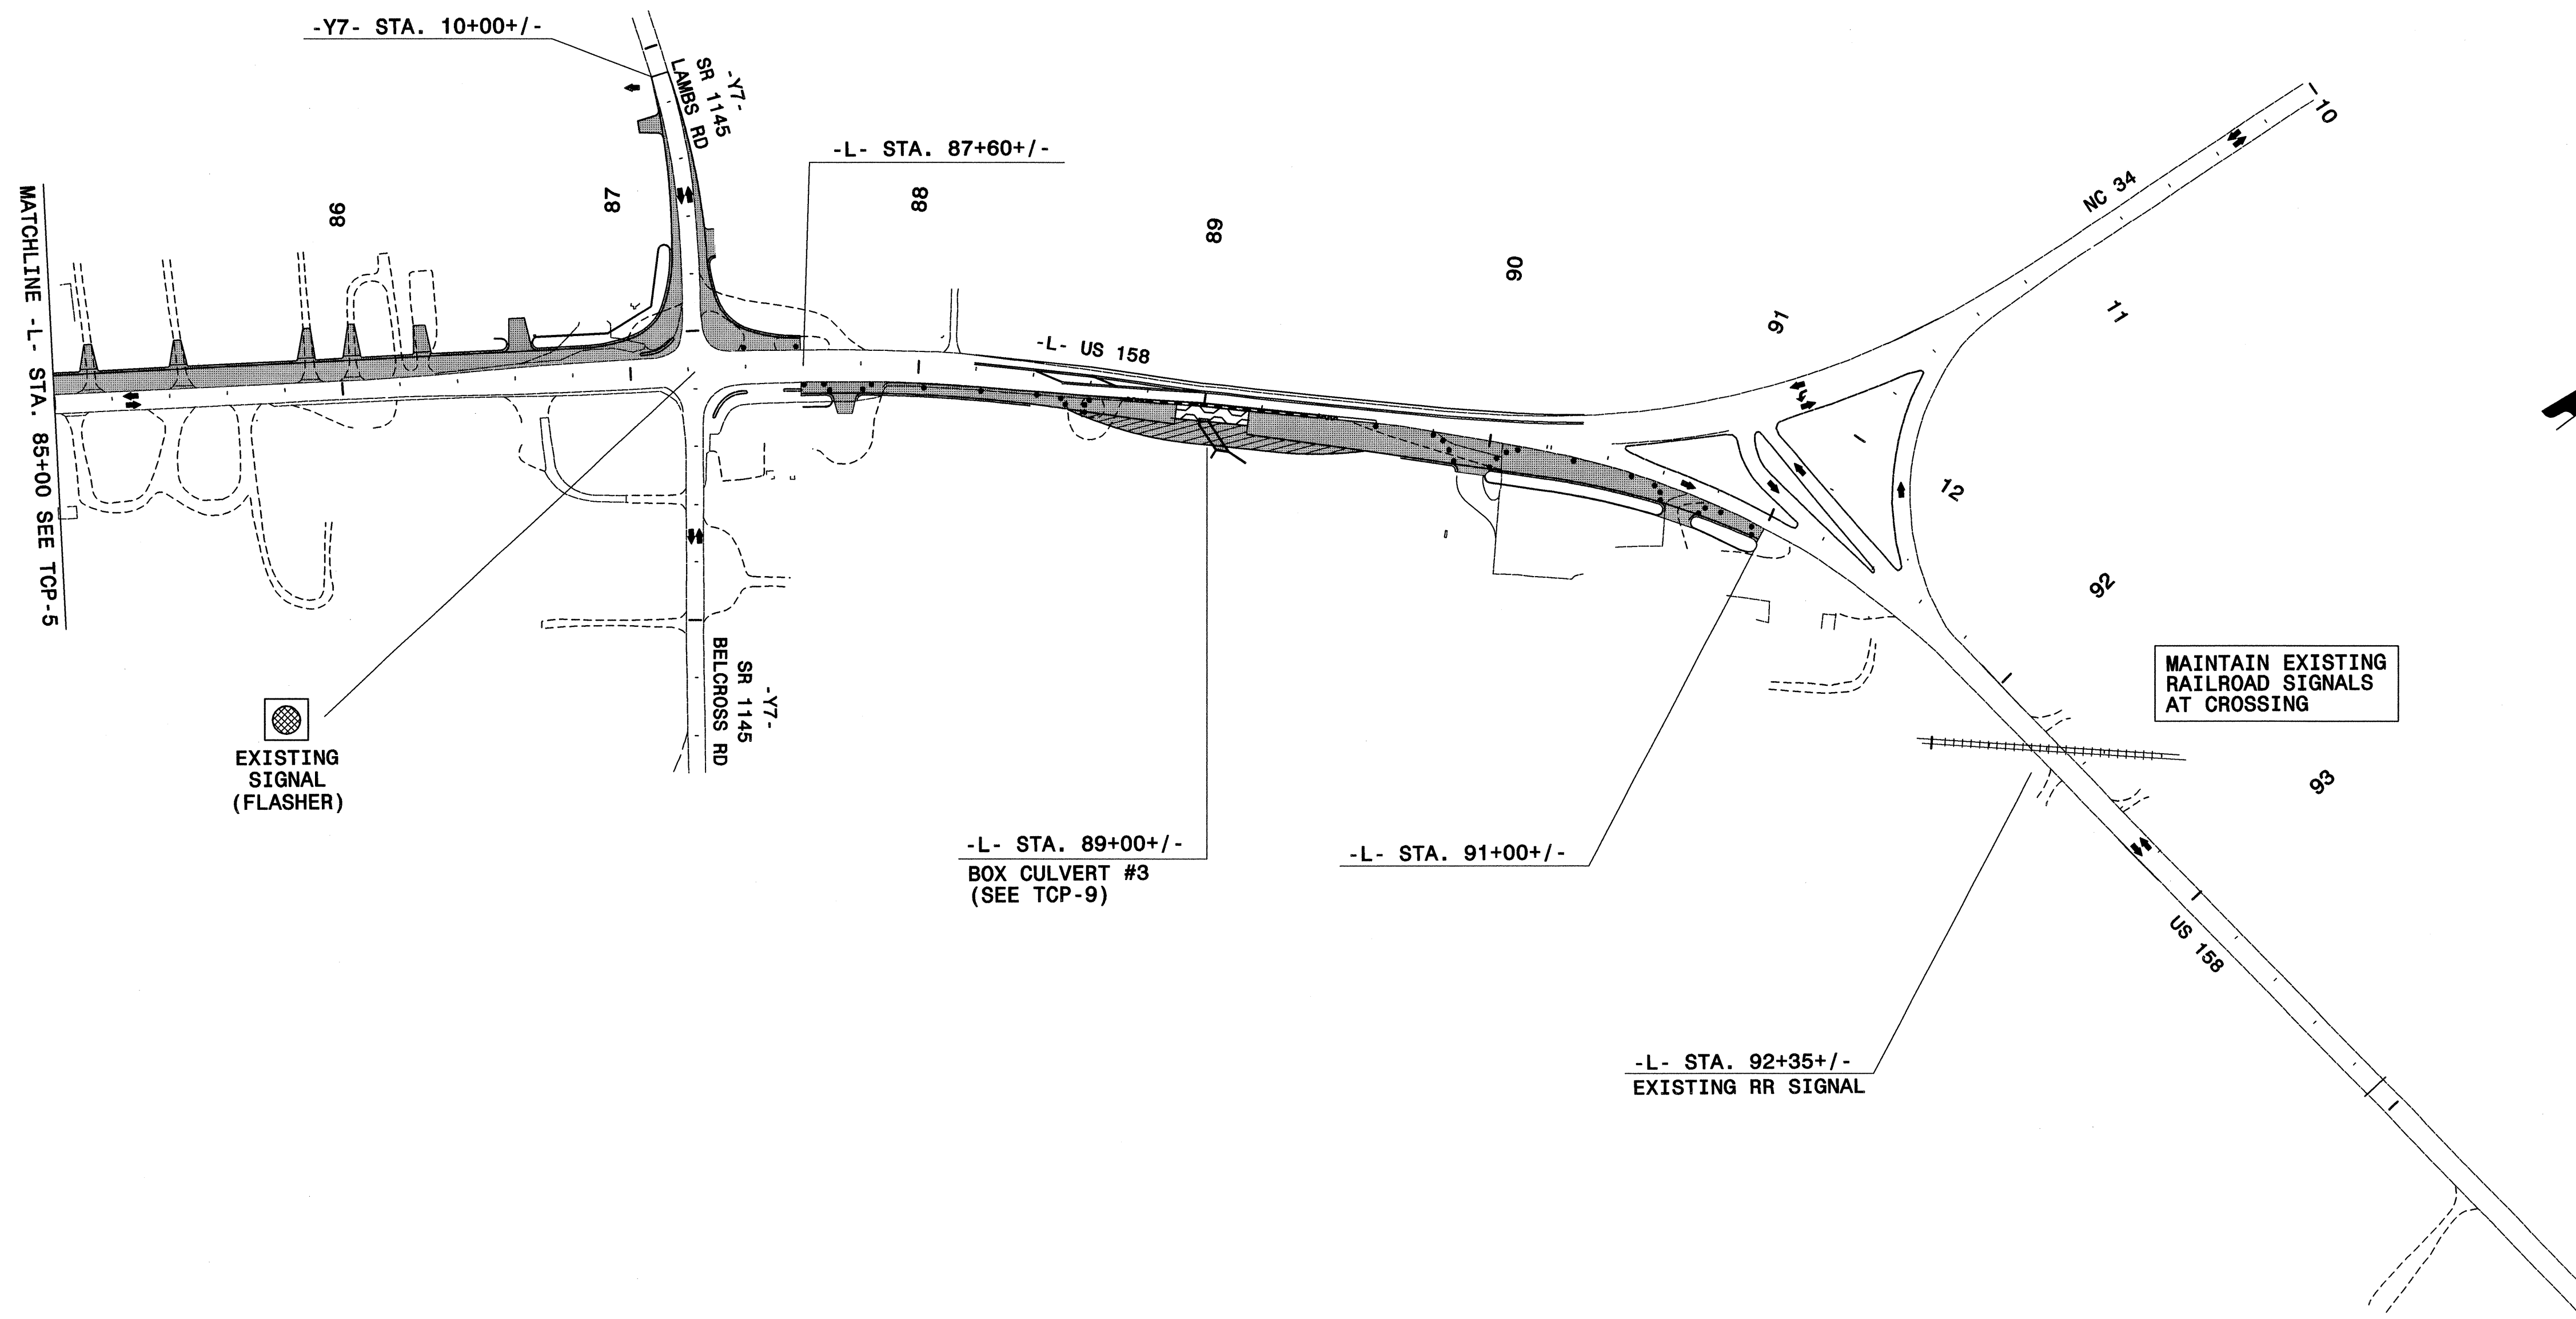 -Y7- STA. 10+00+/-
-Y7-
SR 1145
LAMBS RD
-L- STA. 87+60+/-
MATCHLINE -L- STA. 85+00 SEE TCP-5
86
87
88
89
90
91
10
NC 34
11
12
92
93
-L- US 158
MAINTAIN EXISTING
RAILROAD SIGNALS
AT CROSSING
-Y7-
SR 1145
BELCROSS RD
EXISTING
SIGNAL
(FLASHER)
-L- STA. 89+00+/-
BOX CULVERT #3
(SEE TCP-9)
-L- STA. 91+00+/-
US 158
-L- STA. 92+35+/-
EXISTING RR SIGNAL